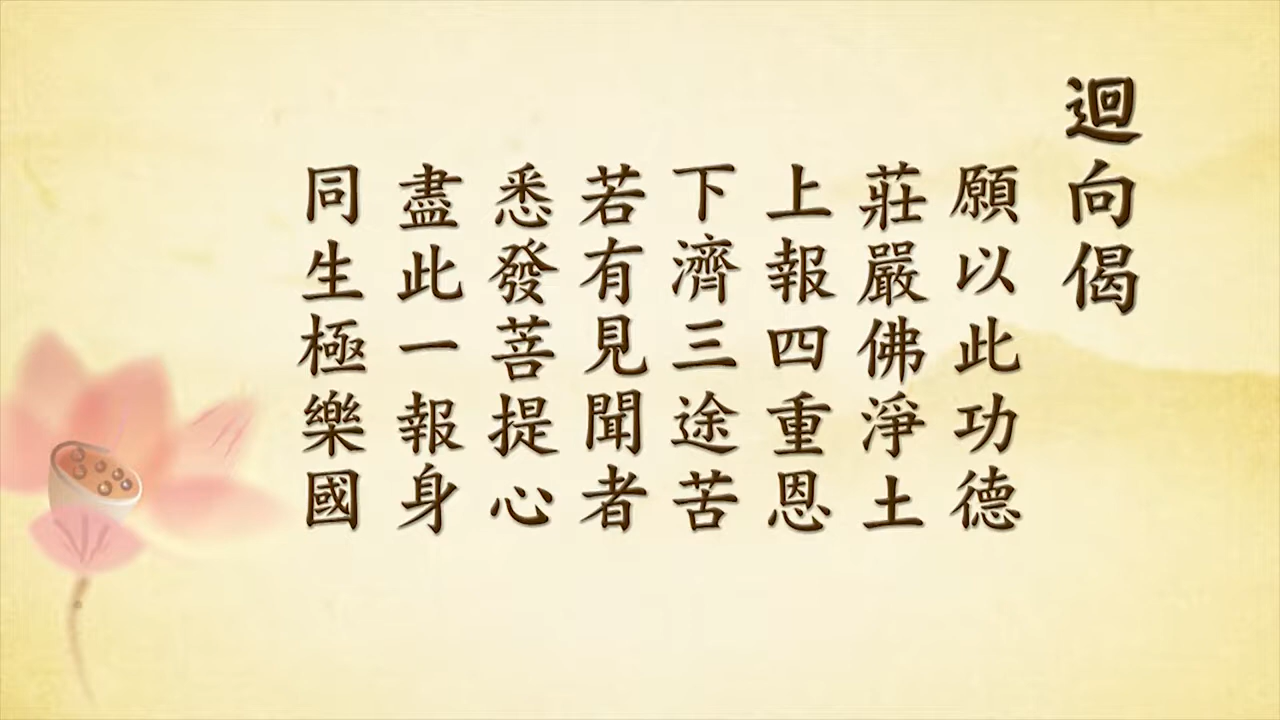 迴向偈
願以此功德
莊嚴佛淨土
上報四重恩
下濟三途苦
若有見聞者
悉發菩提心
盡此一報身
同生極樂國